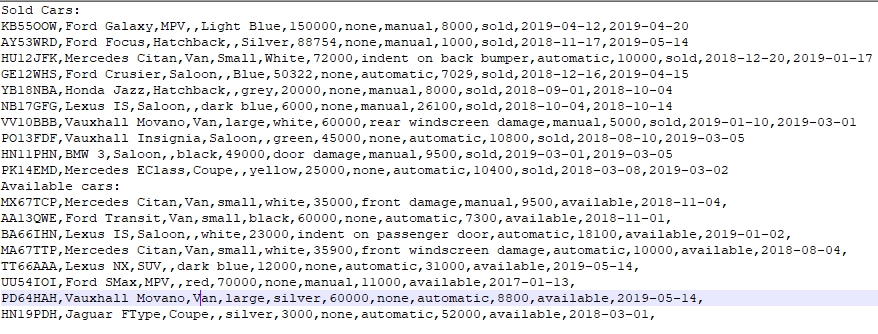 Sold Cars:
KB55OOW,Ford Galaxy,MPV,,Light Blue,150000,none,manual,8000,sold,2019-04-12,2019-04-20
AY53WRD,Ford Focus,Hatchback,,Silver,88754,none,manual,1000,sold,2018-11-17,2019-05-14
HU12JFK,Mercedes Citan,Van,Small,White,72000,indent on back bumper,automatic,10000,sold,2018-12-20,2019-01-17
GE12WHS,Ford Crusier,Saloon,,Blue,50322,none,automatic,7029,sold,2018-12-16,2019-04-15
YB18NBA,Honda Jazz,Hatchback,,grey,20000,none,manual,8000,sold,2018-09-01,2018-10-04
NB17GFG,Lexus IS,Saloon,,dark blue,6000,none,manual,26100,sold,2018-10-04,2018-10-14
VV10BBB,Vauxhall Movano,Van,large,white,60000,rear windscreen damage,manual,5000,sold,2019-01-10,2019-03-01
PO13FDF,Vauxhall Insignia,Saloon,,green,45000,none,automatic,10800,sold,2018-08-10,2019-03-05
HN11PHN,BMW 3,Saloon,,black,49000,door damage,manual,9500,sold,2019-03-01,2019-03-05
PK14EMD,Mercedes EClass,Coupe,,yellow,25000,none,automatic,10400,sold,2018-03-08,2019-03-02
Available cars:
MX67TCP,Mercedes Citan,Van,small,white,35000,front damage,manual,9500,available,2018-11-04,
AA13QWE,Ford Transit,Van,small,black,60000,none,automatic,7300,available,2018-11-01,
BA66IHN,Lexus IS,Saloon,,white,23000,indent on passenger door,automatic,18100,available,2019-01-02,
MA67TTP,Mercedes Citan,Van,small,white,35900,front windscreen damage,automatic,10000,available,2018-08-04,
TT66AAA,Lexus NX,SUV,,dark blue,12000,none,automatic,31000,available,2019-05-14,
UU54IOI,Ford SMax,MPV,,red,70000,none,manual,11000,available,2017-01-13,
PD64HAH,Vauxhall Movano,Van,large,silver,60000,none,automatic,8800,available,2019-05-14,
HN19PDH,Jaguar FType,Coupe,,silver,3000,none,automatic,52000,available,2018-03-01,